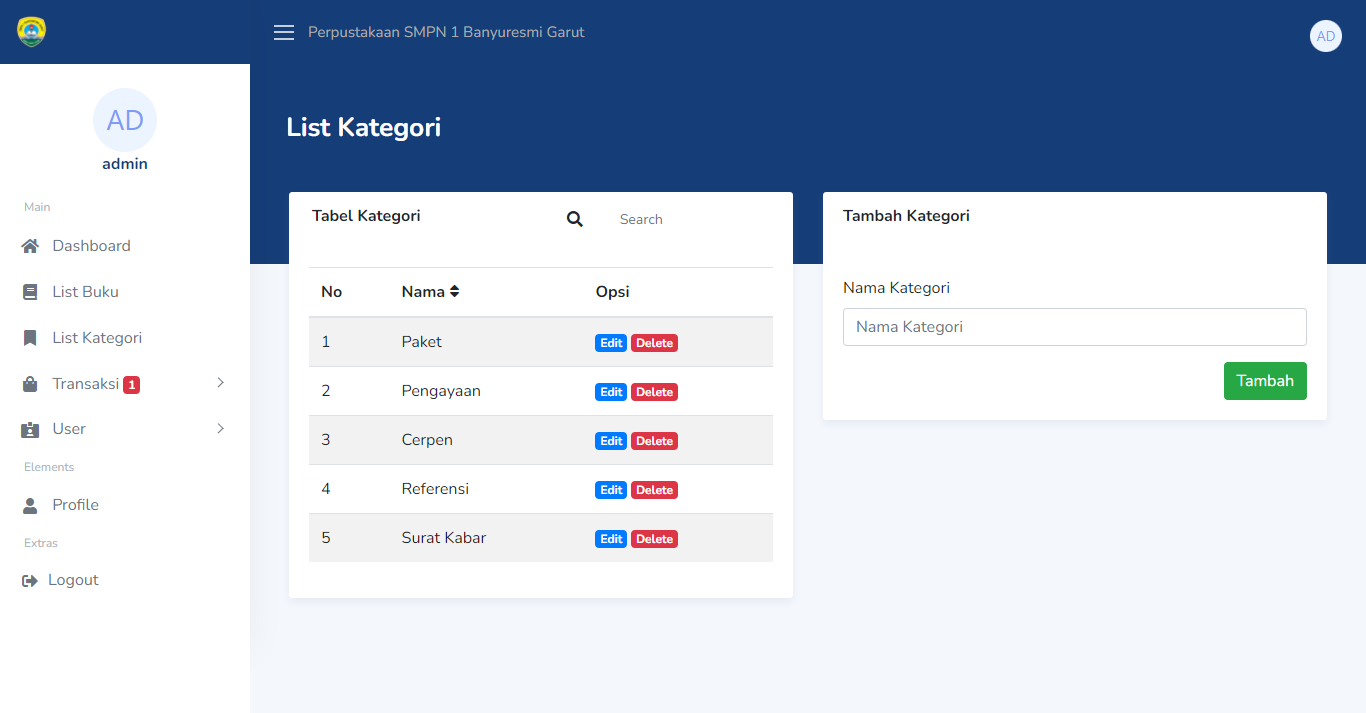 Perpustakaan SMPN 1 Banyuresmi Garut
AD
AD
admin
Main
Dashboard
List Buku
List Kategori
Transaksi 1
User
Elements
Profile
Extras
Logout
List Kategori
Tabel Kategori
Search
No Nama Opsi
1 Paket Edit Delete
2 Pengayaan Edit Delete
3 Cerpen Edit Delete
4 Referensi Edit Delete
5 Surat Kabar Edit Delete
Tambah Kategori
Nama Kategori
Nama Kategori
Tambah